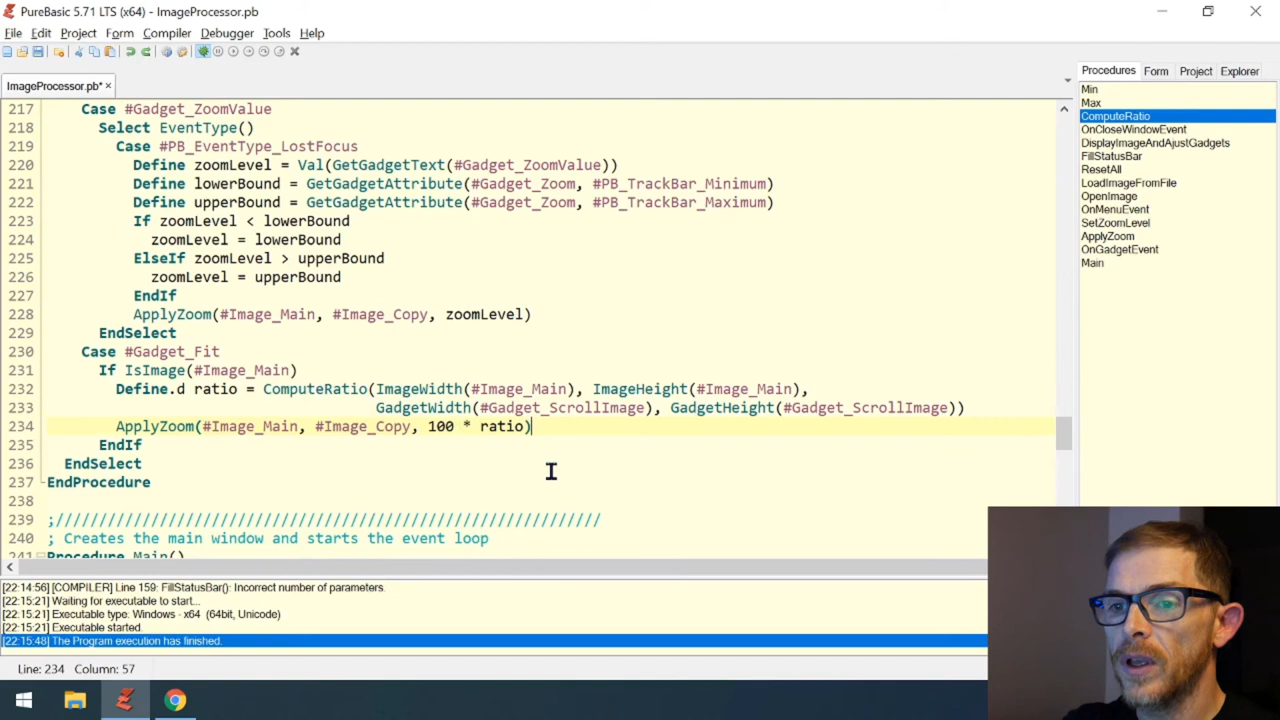 PureBasic 5.71 LTS (x64) - ImageProcessor.pb
File Edit Project Form Compiler Debugger Tools Help
ImageProcessor.pb*
217 Case #Gadget_ZoomValue
218 Select EventType()
219 Case #PB_EventType_LostFocus
220 Define zoomLevel = Val(GetGadgetText(#Gadget_ZoomValue))
221 Define lowerBound = GetGadgetAttribute(#Gadget_Zoom, #PB_TrackBar_Minimum)
222 Define upperBound = GetGadgetAttribute(#Gadget_Zoom, #PB_TrackBar_Maximum)
223 If zoomLevel < lowerBound
224 zoomLevel = lowerBound
225 ElseIf zoomLevel > upperBound
226 zoomLevel = upperBound
227 EndIf
228 ApplyZoom(#Image_Main, #Image_Copy, zoomLevel)
229 EndSelect
230 Case #Gadget_Fit
231 If IsImage(#Image_Main)
232 Define.d ratio = ComputeRatio(ImageWidth(#Image_Main), ImageHeight(#Image_Main),
233 GadgetWidth(#Gadget_ScrollImage), GadgetHeight(#Gadget_ScrollImage))
234 ApplyZoom(#Image_Main, #Image_Copy, 100 * ratio)
235 EndIf
236 EndSelect
237 EndProcedure
238
239 ;////////////////////////////////////////////////////////////////
240 ; Creates the main window and starts the event loop
241 Procedure Main()
Procedures Form Project Explorer
Min
Max
ComputeRatio
OnCloseWindowEvent
DisplayImageAndAjustGadgets
FillStatusBar
ResetAll
LoadImageFromFile
OpenImage
OnMenuEvent
SetZoomLevel
ApplyZoom
OnGadgetEvent
Main
[22:14:56] [COMPILER] Line 159: FillStatusBar(): Incorrect number of parameters.
[22:15:21] Waiting for executable to start...
[22:15:21] Executable type: Windows - x64 (64bit, Unicode)
[22:15:21] Executable started.
[22:15:48] The Program execution has finished.
Line: 234 Column: 57